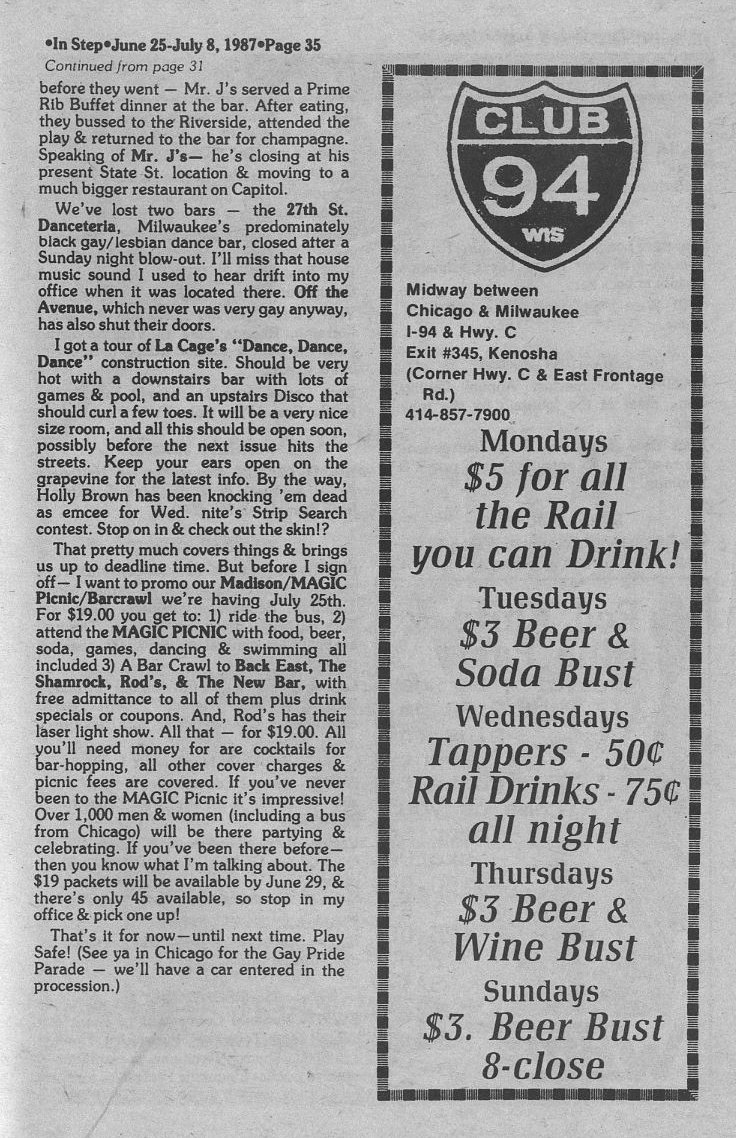 •In Step•June 25-July 8, 1987•Page 35
Continued from page 31
before they went — Mr. J's served a Prime
Rib Buffet dinner at the bar. After eating,
they bussed to the Riverside, attended the
play & returned to the bar for champagne.
Speaking of Mr. J's— he's closing at his
present State St. location & moving to a
much bigger restaurant on Capitol.
We've lost two bars — the 27th St.
Danceteria, Milwaukee's predominately
black gay/lesbian dance bar, closed after a
Sunday night blow-out. I'll miss that house
music sound I used to hear drift into my
office when it was located there. Off the
Avenue, which never was very gay anyway,
has also shut their doors.
I got a tour of La Cage's "Dance, Dance,
Dance" construction site. Should be very
hot with a downstairs bar with lots of
games & pool, and an upstairs Disco that
should curl a few toes. It will be a very nice
size room, and all this should be open soon,
possibly before the next issue hits the
streets. Keep your ears open on the
grapevine for the latest info. By the way,
Holly Brown has been knocking 'em dead
as emcee for Wed. nite's Strip Search
contest. Stop on in & check out the skin!?
That pretty much covers things & brings
us up to deadline time. But before I sign
off— I want to promo our Madison/MAGIC
Picnic/Barcrawl we're having July 25th.
For $19.00 you get to: 1) ride the bus, 2)
attend the MAGIC PICNIC with food, beer,
soda, games, dancing & swimming all
included 3) A Bar Crawl to Back East, The
Shamrock, Rod's, & The New Bar, with
free admittance to all of them plus drink
specials or coupons. And, Rod's has their
laser light show. All that — for $19.00. All
you'll need money for are cocktails for
bar-hopping, all other cover charges &
picnic fees are covered. If you've never
been to the MAGIC Picnic it's impressive!
Over 1,000 men & women (including a bus
from Chicago) will be there partying &
celebrating. If you've been there before—
then you know what I'm talking about. The
$19 packets will be available by June 29, &
there's only 45 available, so stop in my
office & pick one up!
That's it for now—until next time. Play
Safe! (See ya in Chicago for the Gay Pride
Parade — we'll have a car entered in the
procession.)
CLUB
94
WIS
Midway between
Chicago & Milwaukee
I-94 & Hwy. C
Exit #345, Kenosha
(Corner Hwy. C & East Frontage
Rd.)
414-857-7900
Mondays
$5 for all
the Rail
you can Drink!
Tuesdays
$3 Beer &
Soda Bust
Wednesdays
Tappers - 50¢
Rail Drinks - 75¢
all night
Thursdays
$3 Beer &
Wine Bust
Sundays
$3. Beer Bust
8-close